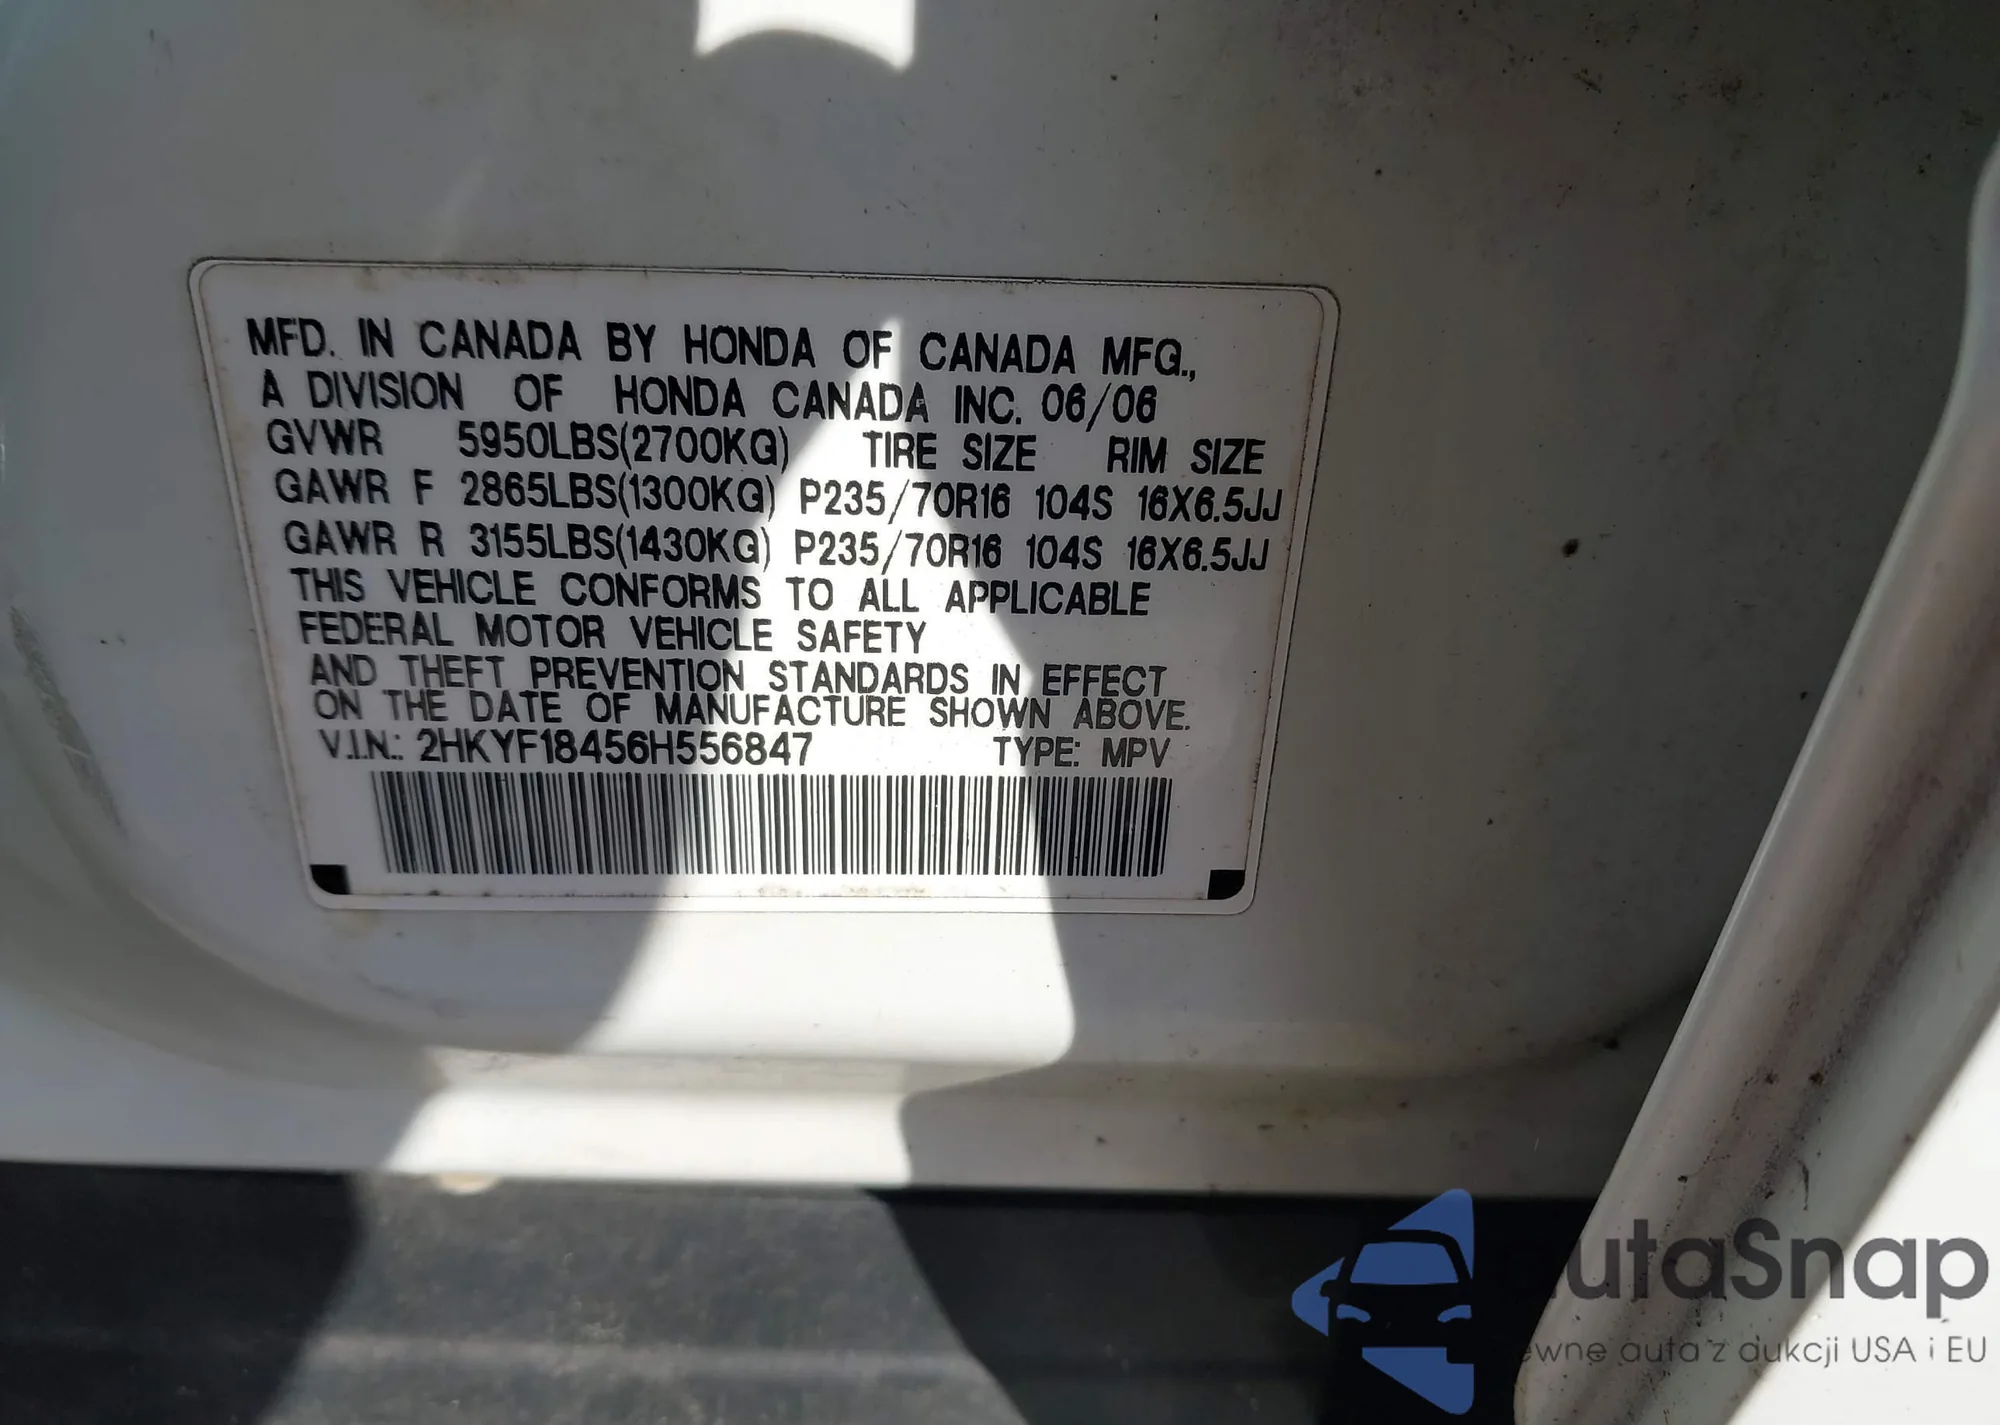 MFD. IN CANADA BY HONDA OF CANADA MFG.,
A DIVISION OF HONDA CANADA INC. 06/06
GVWR 5950LBS(2700KG) TIRE SIZE RIM SIZE
GAWR F 2865LBS(1300KG) P235/70R16 104S 16X6.5JJ
GAWR R 3155LBS(1430KG) P235/70R16 104S 16X6.5JJ
THIS VEHICLE CONFORMS TO ALL APPLICABLE
FEDERAL MOTOR VEHICLE SAFETY
AND THEFT PREVENTION STANDARDS IN EFFECT
ON THE DATE OF MANUFACTURE SHOWN ABOVE.
V.I.N.: 2HKYF18456H556847 TYPE: MPV
auta z USA i EU